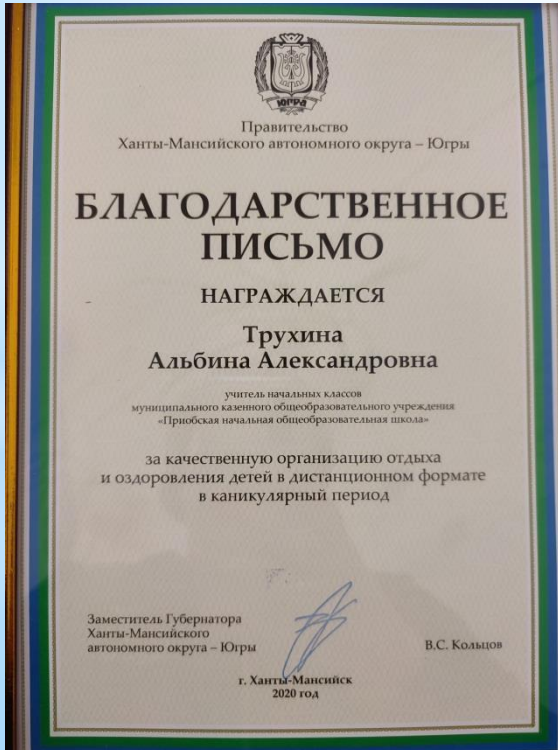 ЮГРА
Правительство
Ханты-Мансийского автономного округа – Югры
БЛАГОДАРСТВЕННОЕ
ПИСЬМО
НАГРАЖДАЕТСЯ
Трухина
Альбина Александровна
учитель начальных классов
муниципального казенного общеобразовательного учреждения
«Приобская начальная общеобразовательная школа»
за качественную организацию отдыха
и оздоровления детей в дистанционном формате
в каникулярный период
Заместитель Губернатора
Ханты-Мансийского
автономного округа – Югры
В.С. Кольцов
г. Ханты-Мансийск
2020 год